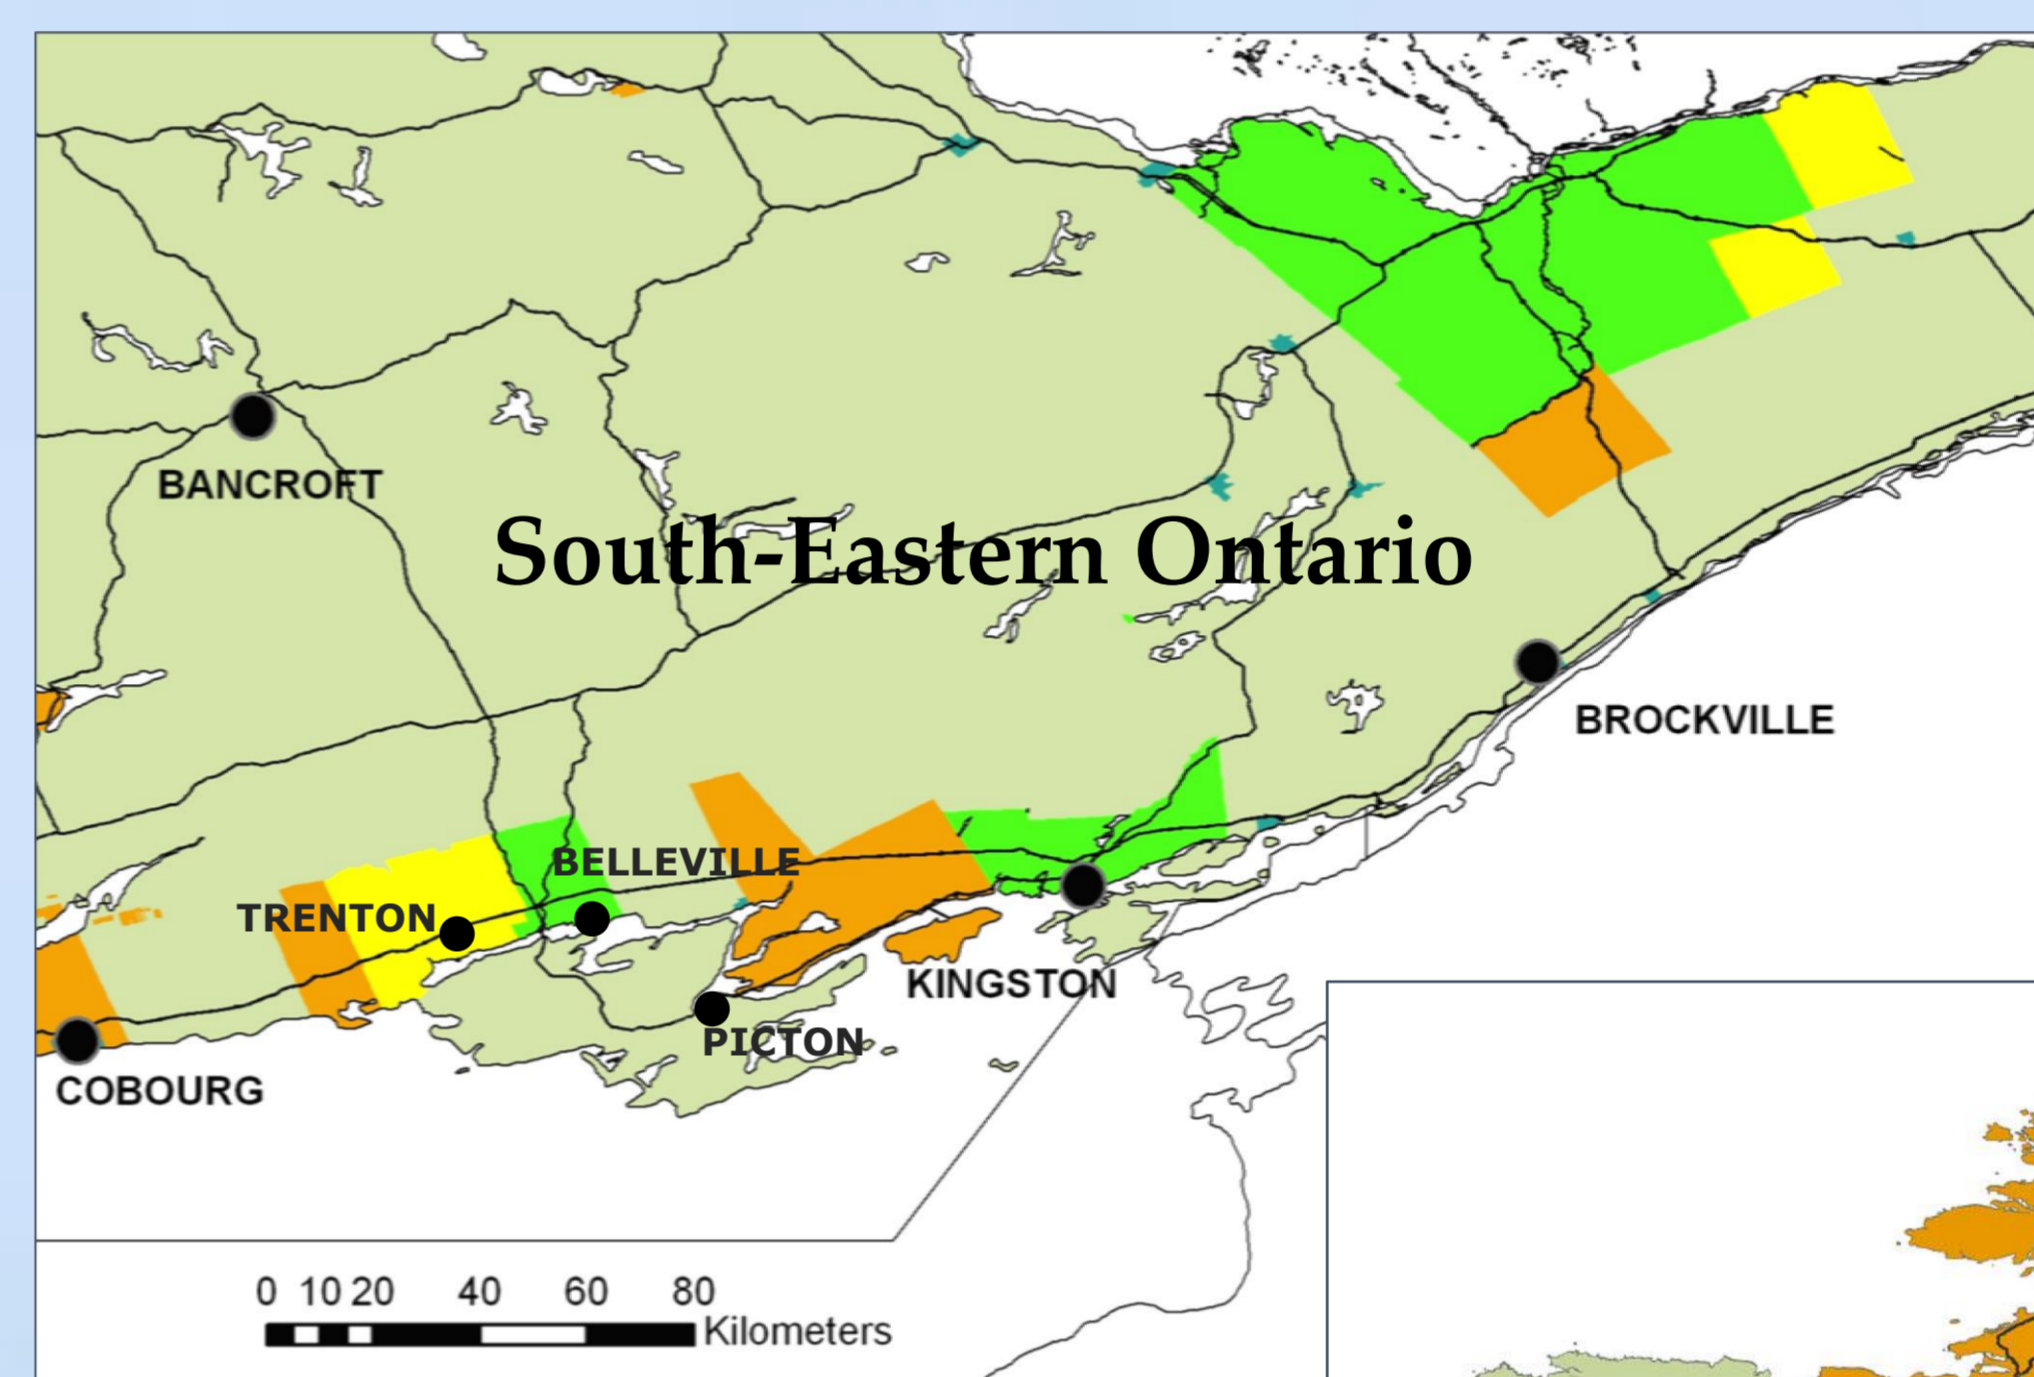 BANCROFT
South-Eastern Ontario
BROCKVILLE
BELLEVILLE
TRENTON
KINGSTON
PICTON
COBOURG
0 10 20 40 60 80
Kilometers